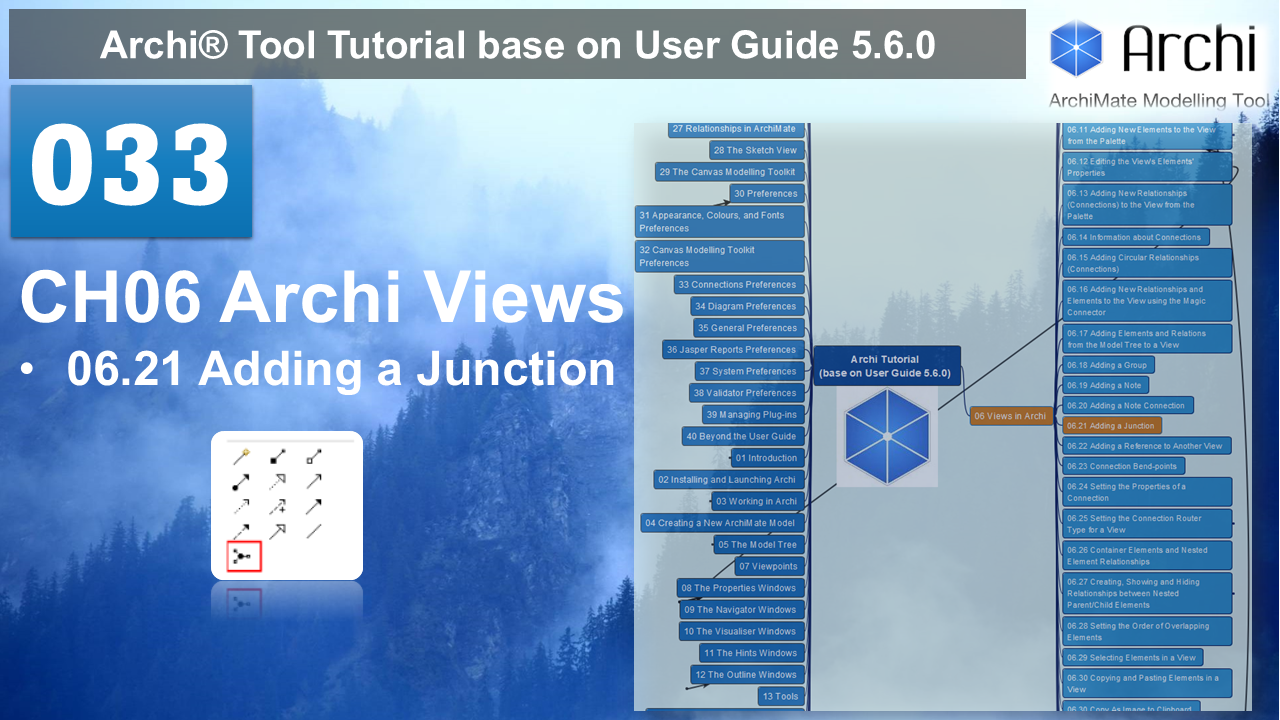 Archi® Tool Tutorial base on User Guide 5.6.0
Archi
ArchiMate Modelling Tool
033
CH06 Archi Views
• 06.21 Adding a Junction
27 Relationships in ArchiMate
28 The Sketch View
29 The Canvas Modelling Toolkit
30 Preferences
31 Appearance, Colours, and Fonts
Preferences
32 Canvas Modelling Toolkit
Preferences
33 Connections Preferences
34 Diagram Preferences
35 General Preferences
36 Jasper Reports Preferences
37 System Preferences
38 Validator Preferences
39 Managing Plug-ins
40 Beyond the User Guide
01 Introduction
02 Installing and Launching Archi
03 Working in Archi
04 Creating a New ArchiMate Model
05 The Model Tree
07 Viewpoints
08 The Properties Windows
09 The Navigator Windows
10 The Visualiser Windows
11 The Hints Windows
12 The Outline Windows
13 Tools
Archi Tutorial
(base on User Guide 5.6.0)
06 Views in Archi
06.11 Adding New Elements to the View
from the Palette
06.12 Editing the View's Elements'
Properties
06.13 Adding New Relationships
(Connections) to the View from the
Palette
06.14 Information about Connections
06.15 Adding Circular Relationships
(Connections)
06.16 Adding New Relationships and
Elements to the View using the Magic
Connector
06.17 Adding Elements and Relations
from the Model Tree to a View
06.18 Adding a Group
06.19 Adding a Note
06.20 Adding a Note Connection
06.21 Adding a Junction
06.22 Adding a Reference to Another View
06.23 Connection Bend-points
06.24 Setting the Properties of a
Connection
06.25 Setting the Connection Router
Type for a View
06.26 Container Elements and Nested
Element Relationships
06.27 Creating, Showing and Hiding
Relationships between Nested
Parent/Child Elements
06.28 Setting the Order of Overlapping
Elements
06.29 Selecting Elements in a View
06.30 Copying and Pasting Elements in a
View
06.30 Copy As Image to Clipboard